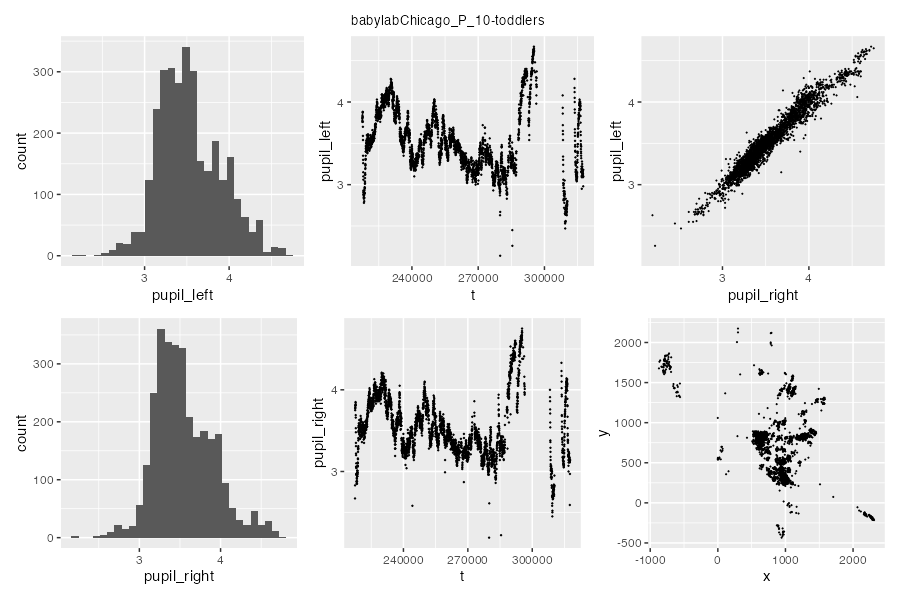 babylabChicago_P_10-toddlers
count
300
200
100
0
3
4
pupil_left
pupil_left
4
3
240000
270000
300000
t
pupil_left
4
3
3
4
pupil_right
count
300
200
100
0
3
4
pupil_right
pupil_right
4
3
240000
270000
300000
t
y
2000
1500
1000
500
0
-500
-1000
0
1000
2000
x